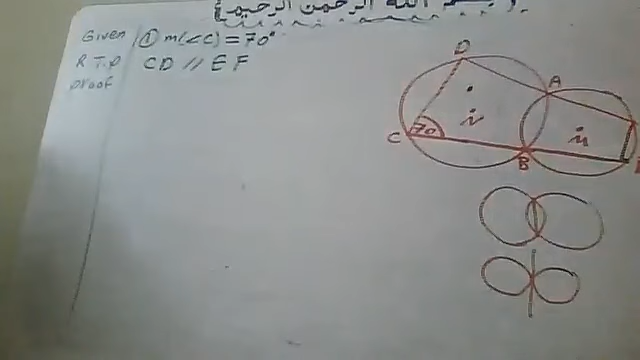 بسم الله الرحمن الرحيم
Given ① m(<C) = 70°
R.T.P CD // EF
Proof
D
A
C 70
B